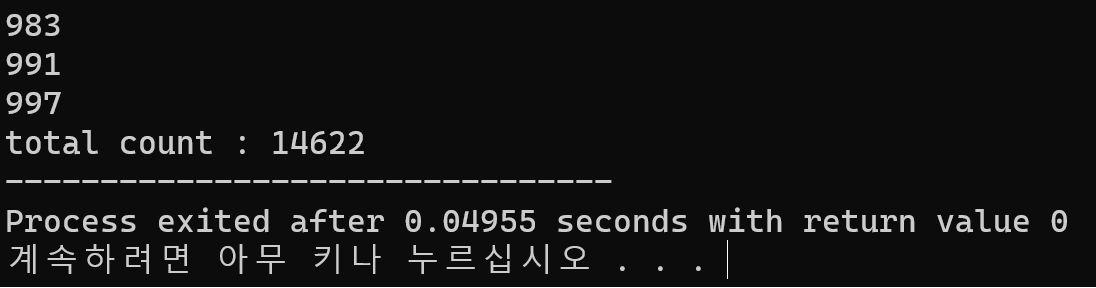 983
991
997
total count : 14622
--------------------------------
Process exited after 0.04955 seconds with return value 0
계속하려면 아무 키나 누르십시오 . . .